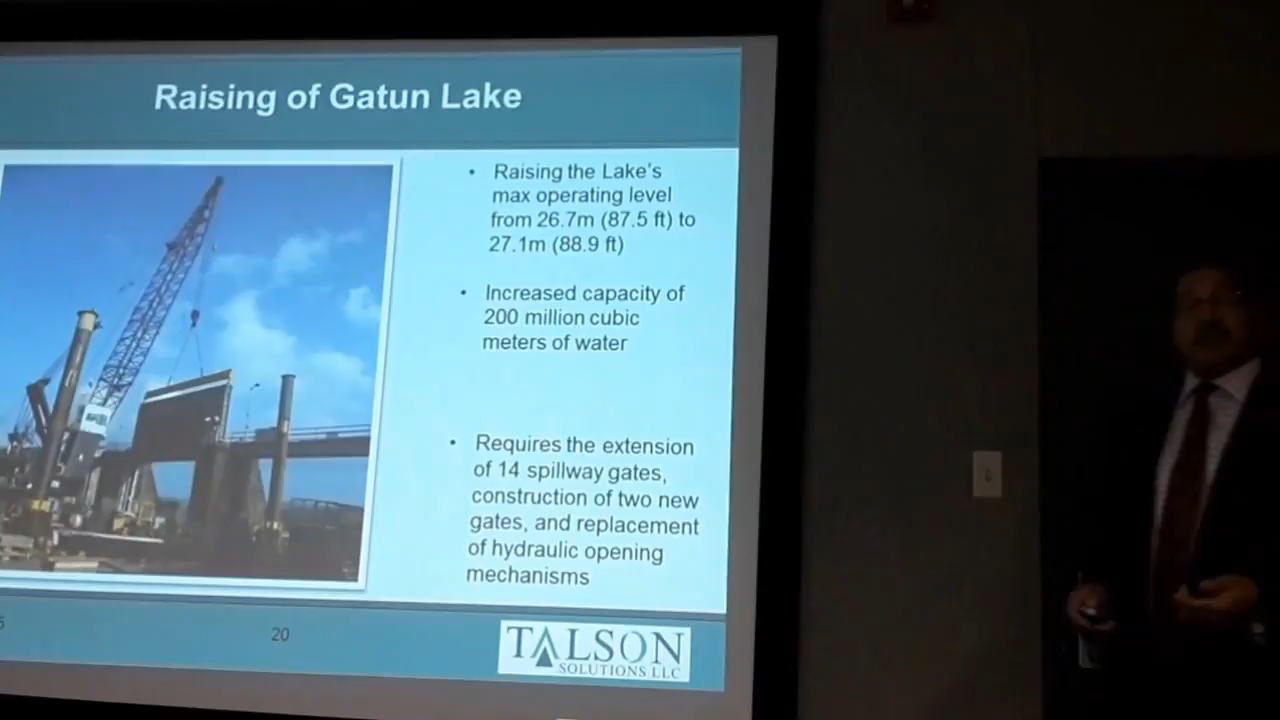 Raising of Gatun Lake
• Raising the Lake's
max operating level
from 26.7m (87.5 ft) to
27.1m (88.9 ft)
• Increased capacity of
200 million cubic
meters of water
• Requires the extension
of 14 spillway gates,
construction of two new
gates, and replacement
of hydraulic opening
mechanisms
20
TALSON
SOLUTIONS LLC